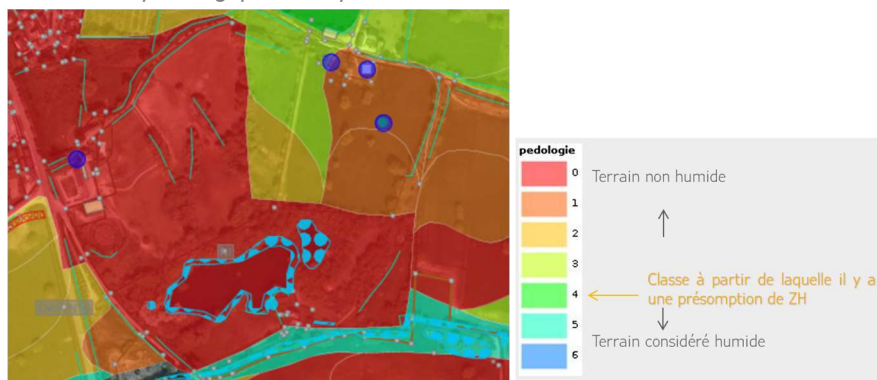 pedologie
0 Terrain non humide
1
2
3
4 Classe à partir de laquelle il y a
une présomption de ZH
5
Terrain considéré humide
6